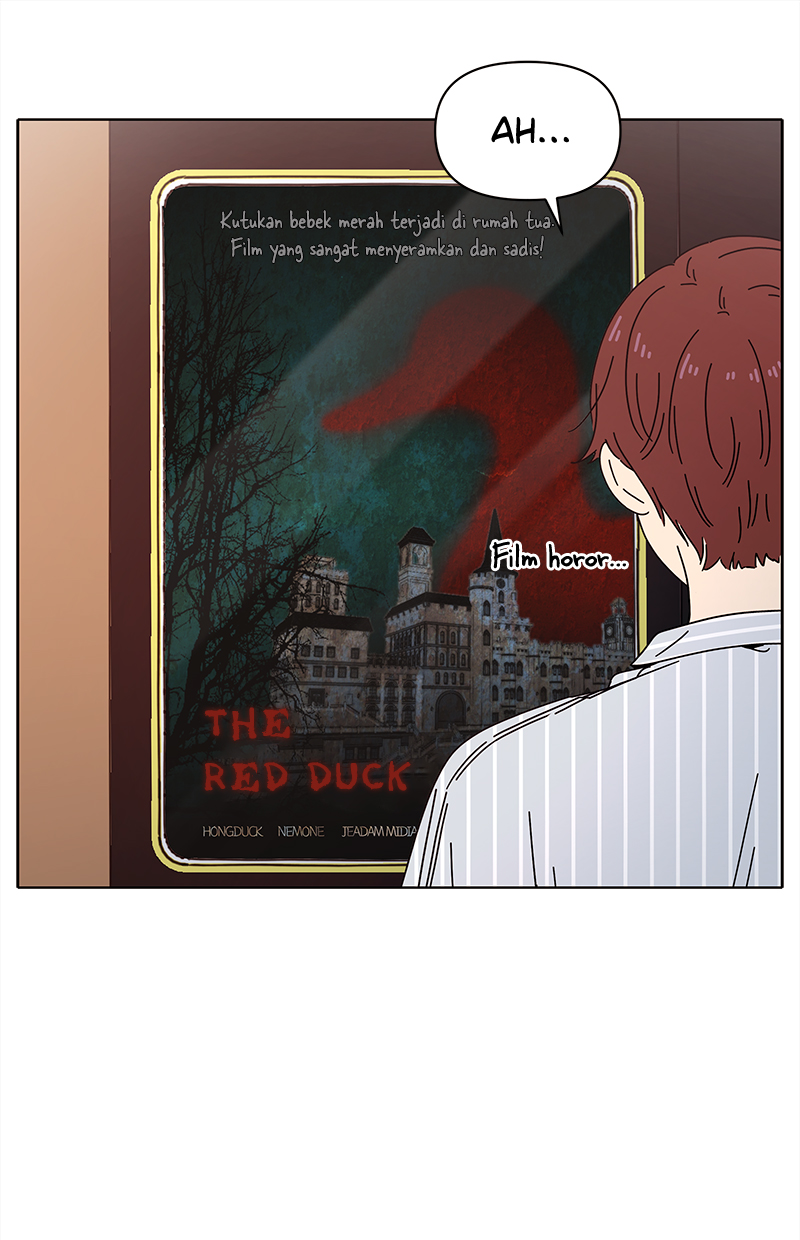 AH...
Kutukan bebek merah terjadi di rumah tua.
Film yang sangat menyeramkan dan sadis!
Film horor...
THE
RED DUCK
HONGDUCK NEMONE JEADAM MIDIA